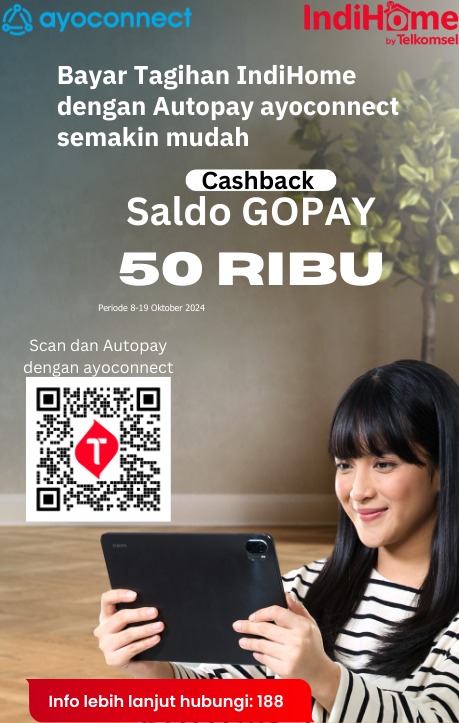 ayoconnect
IndiHome
by Telkomsel
Bayar Tagihan IndiHome
dengan Autopay ayoconnect
semakin mudah
Cashback
Saldo GOPAY
50 RIBU
Periode 8-19 Oktober 2024
Scan dan Autopay
dengan ayoconnect
T
Info lebih lanjut hubungi: 188